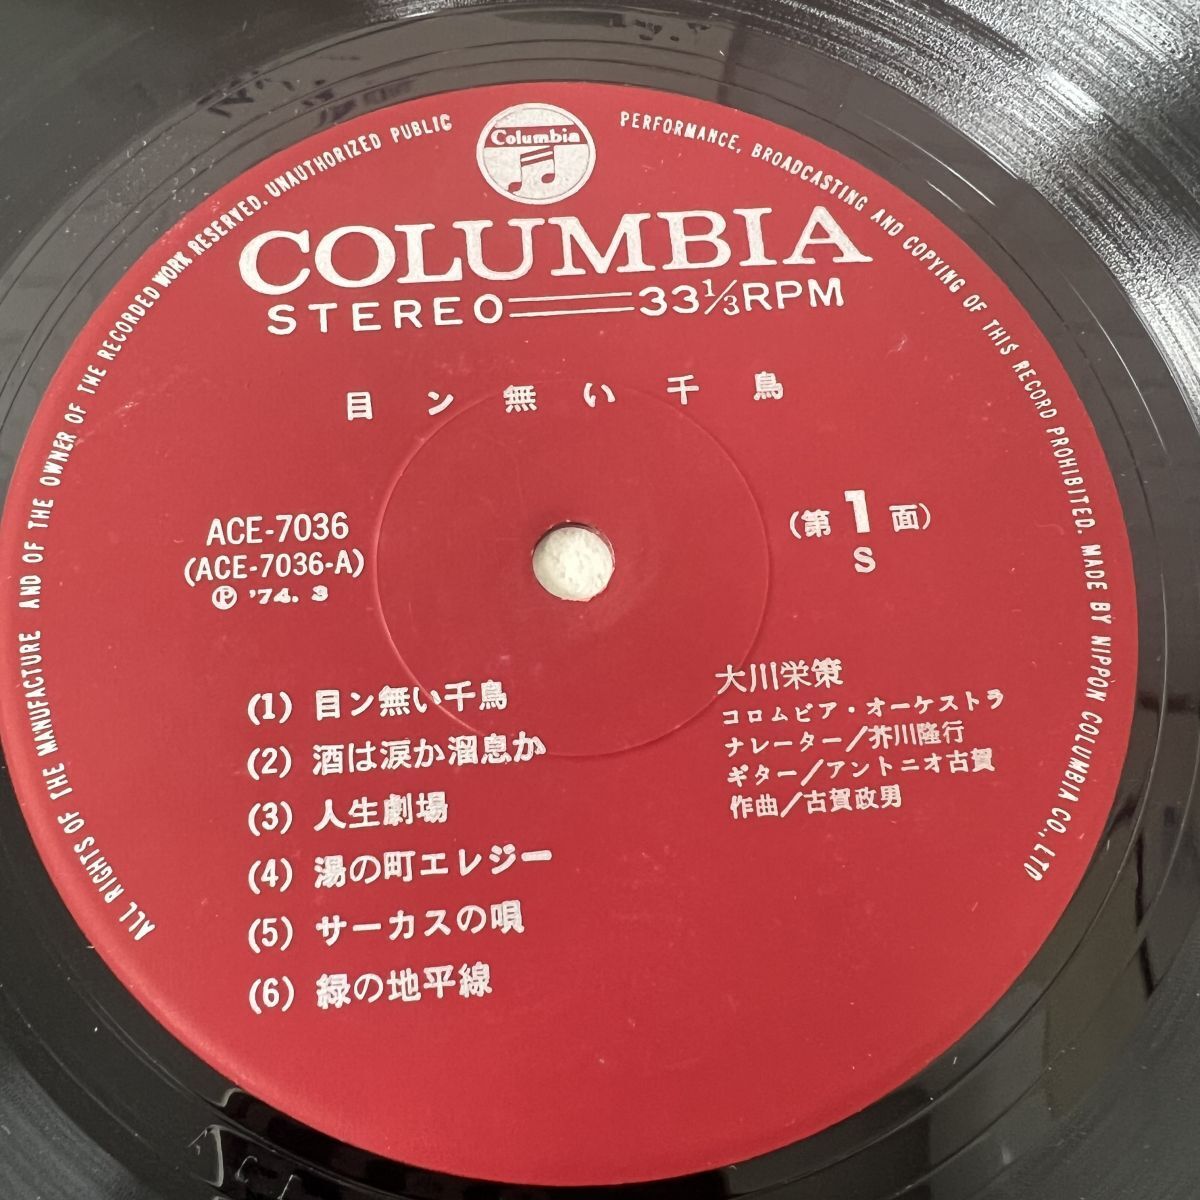 Columbia
COLUMBIA
STEREO 33⅓RPM
目ン無い千鳥
ACE-7036
(ACE-7036-A)
Ⓟ '74. 3
(第1面)
S
(1) 目ン無い千鳥
(2) 酒は涙か溜息か
(3) 人生劇場
(4) 湯の町エレジー
(5) サーカスの唄
(6) 緑の地平線
大川栄策
コロムビア・オーケストラ
ナレーター/芥川隆行
ギター/アントニオ古賀
作曲/古賀政男
ALL RIGHTS OF THE MANUFACTURE AND OF THE OWNER OF THE RECORDED WORK RESERVED. UNAUTHORIZED PUBLIC PERFORMANCE, BROADCASTING AND COPYING OF THIS RECORD PROHIBITED. MADE BY NIPPON COLUMBIA CO., LTD